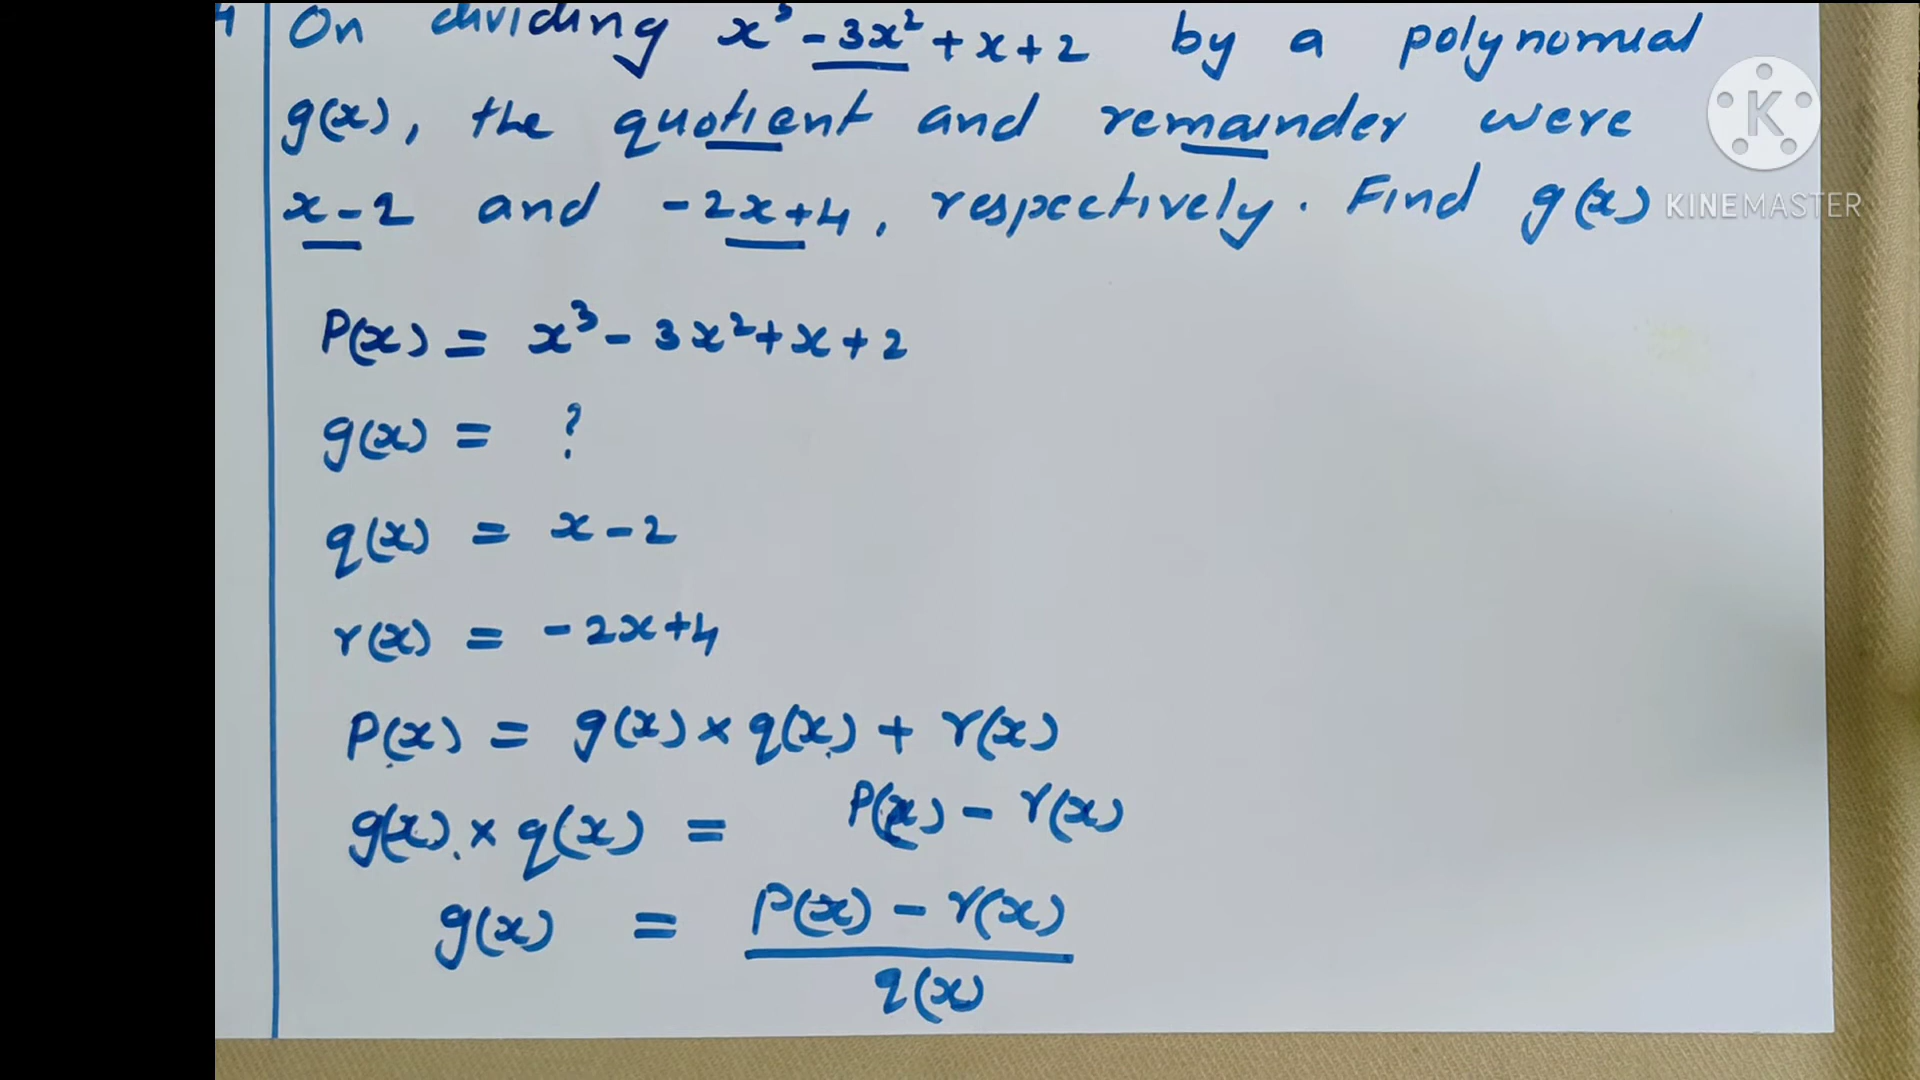 4 On dividing x³ - 3x² + x + 2 by a polynomial
g(x), the quotient and remainder were
x - 2 and - 2x + 4, respectively. Find g(x)
K
KINEMASTER
P(x) = x³ - 3x² + x + 2
g(x) = ?
q(x) = x - 2
r(x) = - 2x + 4
P(x) = g(x) × q(x) + r(x)
g(x) × q(x) = P(x) - r(x)
g(x) = P(x) - r(x)
q(x)